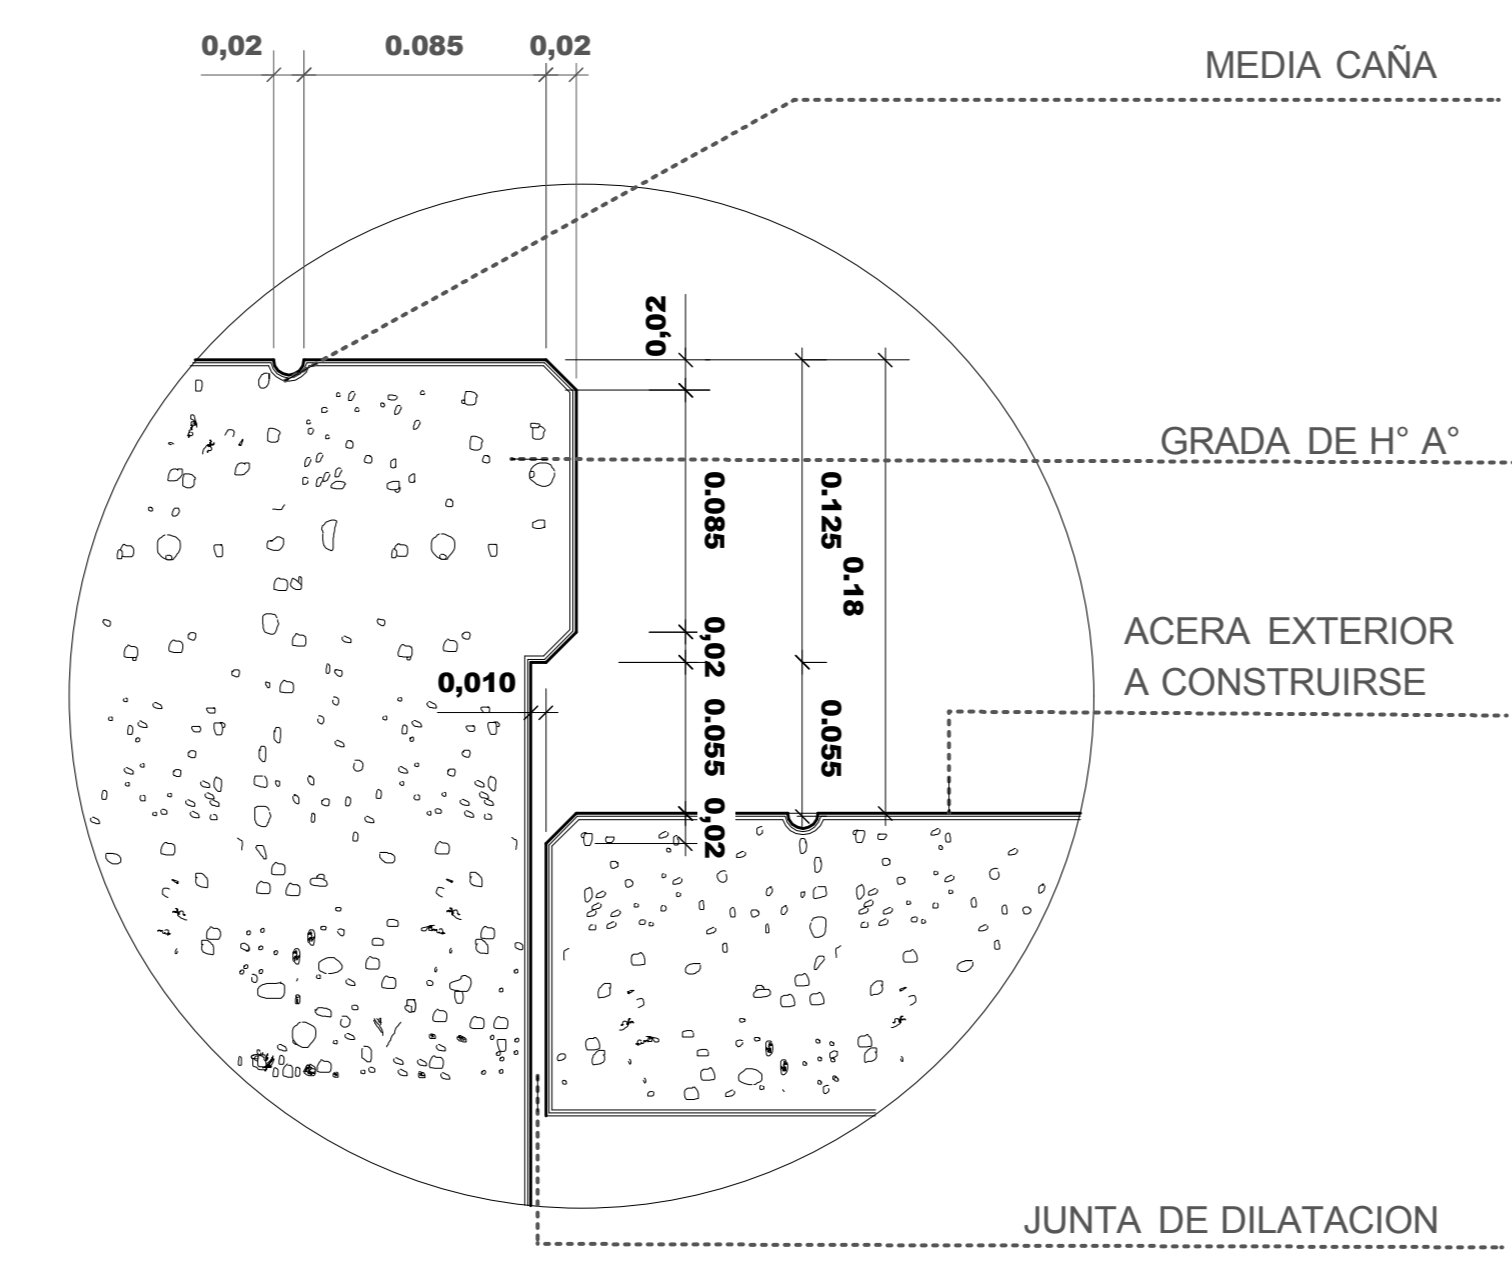 0,02 0.085 0,02
MEDIA CAÑA
0,02
GRADA DE H° A°
0.085
0.125
0.18
0,02
ACERA EXTERIOR
A CONSTRUIRSE
0,010
0.055
0.055
0,02
JUNTA DE DILATACION